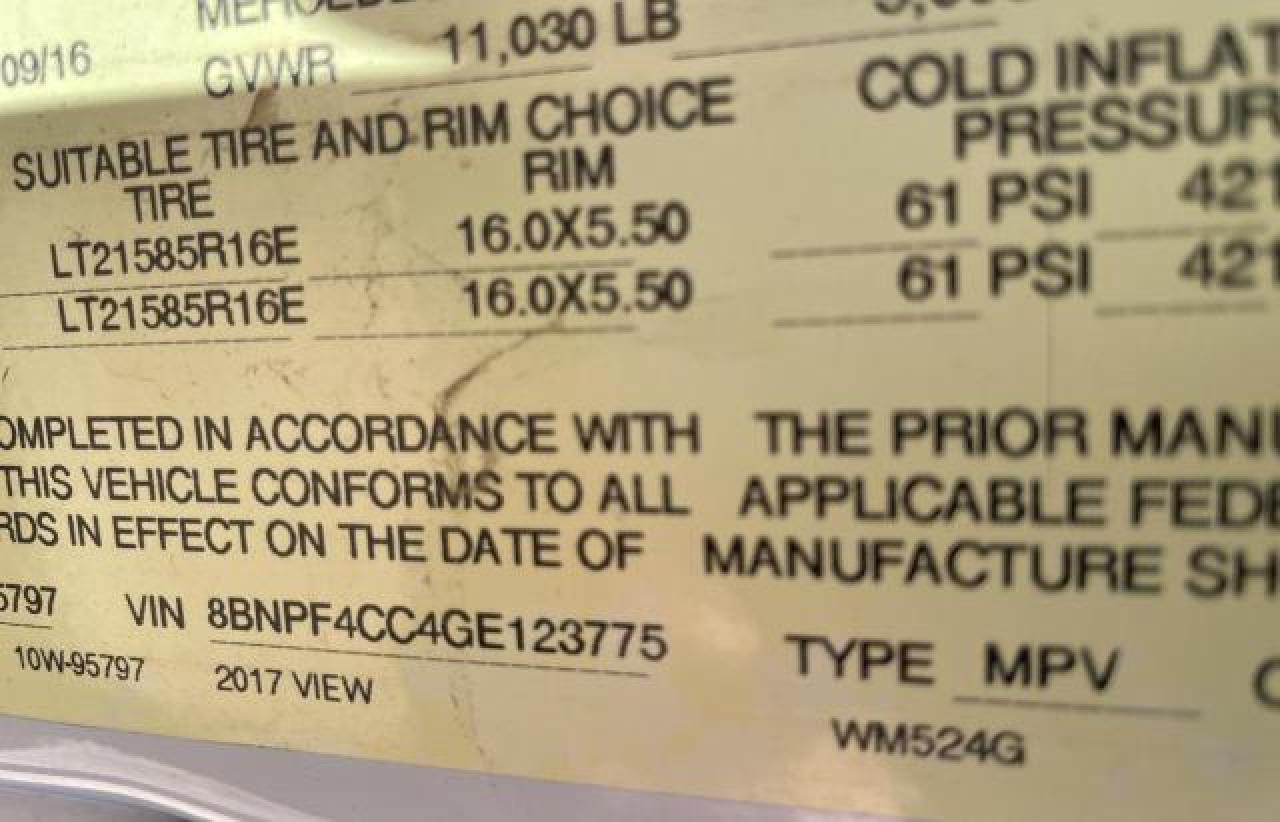 09/16 GVWR 11,030 LB
SUITABLE TIRE AND RIM CHOICE COLD INFLAT
TIRE RIM PRESSUR
LT21585R16E 16.0X5.50 61 PSI 421
LT21585R16E 16.0X5.50 61 PSI 421
OMPLETED IN ACCORDANCE WITH THE PRIOR MAN
THIS VEHICLE CONFORMS TO ALL APPLICABLE FEDE
RDS IN EFFECT ON THE DATE OF MANUFACTURE SH
5797 VIN 8BNPF4CC4GE123775 TYPE MPV
10W-95797 2017 VIEW WM524G